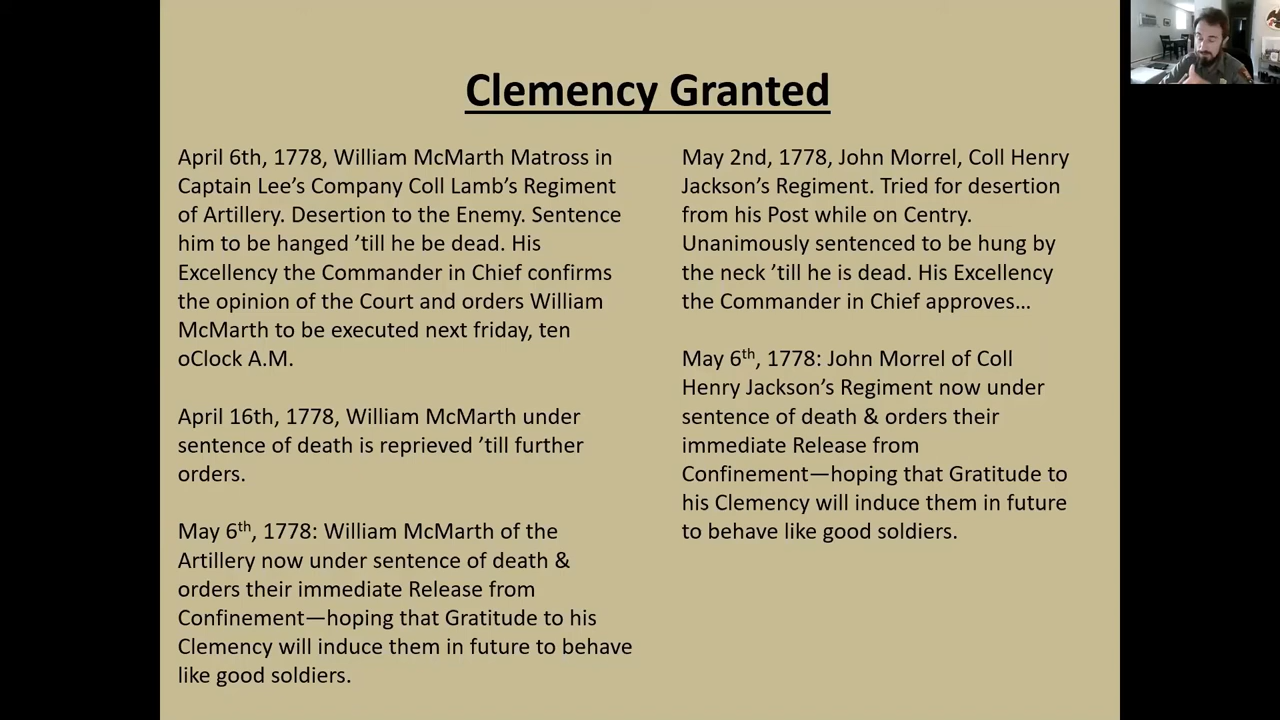 Clemency Granted
April 6th, 1778, William McMarth Matross in
Captain Lee’s Company Coll Lamb’s Regiment
of Artillery. Desertion to the Enemy. Sentence
him to be hanged ’till he be dead. His
Excellency the Commander in Chief confirms
the opinion of the Court and orders William
McMarth to be executed next friday, ten
oClock A.M.
April 16th, 1778, William McMarth under
sentence of death is reprieved ’till further
orders.
May 6th, 1778: William McMarth of the
Artillery now under sentence of death &
orders their immediate Release from
Confinement—hoping that Gratitude to his
Clemency will induce them in future to behave
like good soldiers.
May 2nd, 1778, John Morrel, Coll Henry
Jackson’s Regiment. Tried for desertion
from his Post while on Centry.
Unanimously sentenced to be hung by
the neck ’till he is dead. His Excellency
the Commander in Chief approves…
May 6th, 1778: John Morrel of Coll
Henry Jackson’s Regiment now under
sentence of death & orders their
immediate Release from
Confinement—hoping that Gratitude to
his Clemency will induce them in future
to behave like good soldiers.